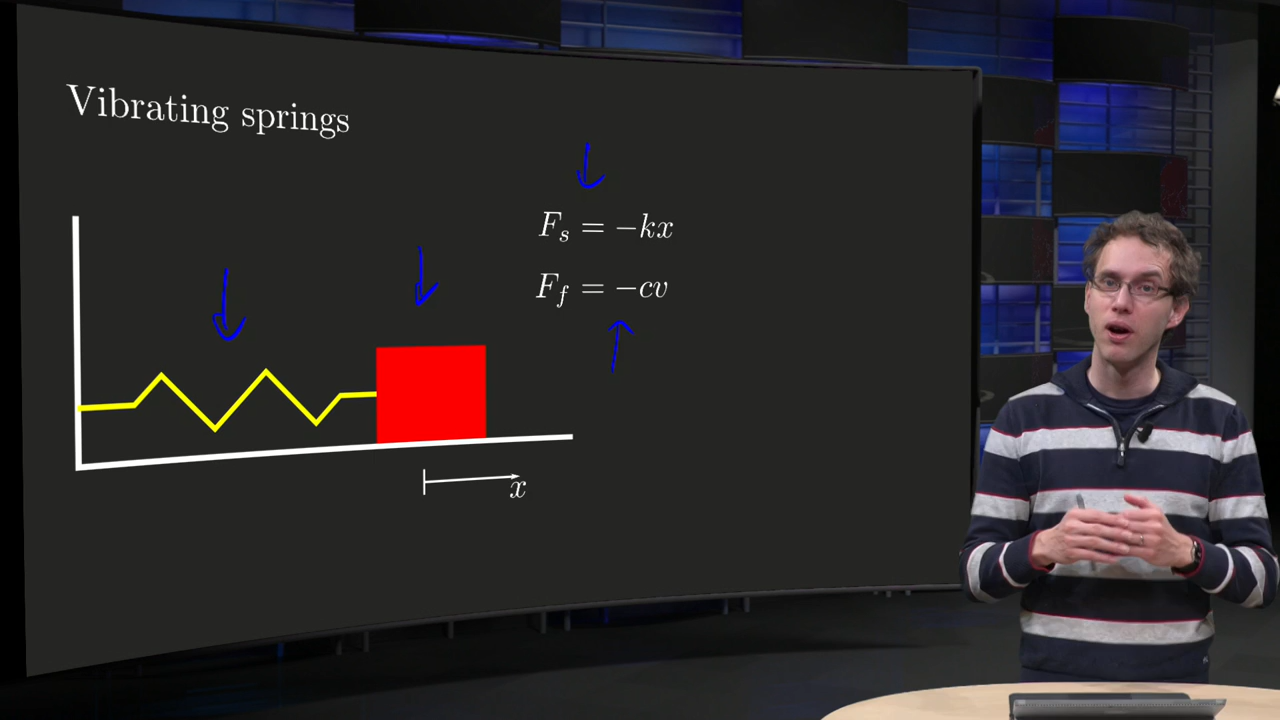 Vibrating springs
F_s = −kx
F_f = −cv
x